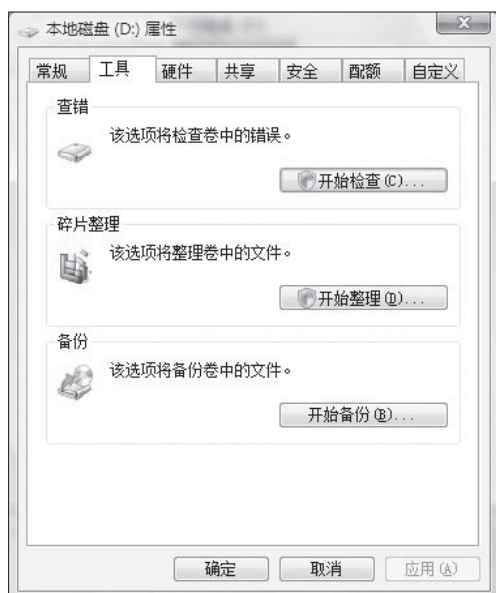 本地磁盘 (D:) 属性
常规 工具 硬件 共享 安全 配额 自定义
查错
该选项将检查卷中的错误。
开始检查(C)...
碎片整理
该选项将整理卷中的文件。
开始整理(D)...
备份
该选项将备份卷中的文件。
开始备份(B)...
确定 取消 应用(A)